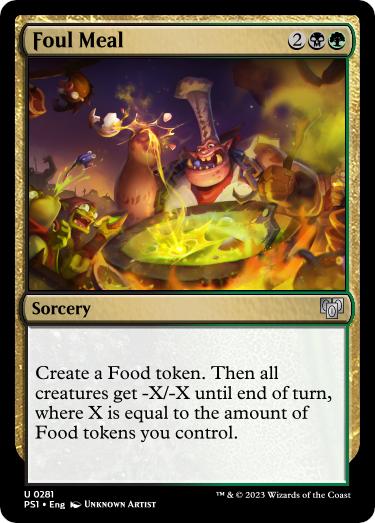 Foul Meal 2
Sorcery
Create a Food token. Then all
creatures get -X/-X until end of turn,
where X is equal to the amount of
Food tokens you control.
U 0281
PS1 • Eng Unknown Artist
™ & © 2023 Wizards of the Coast